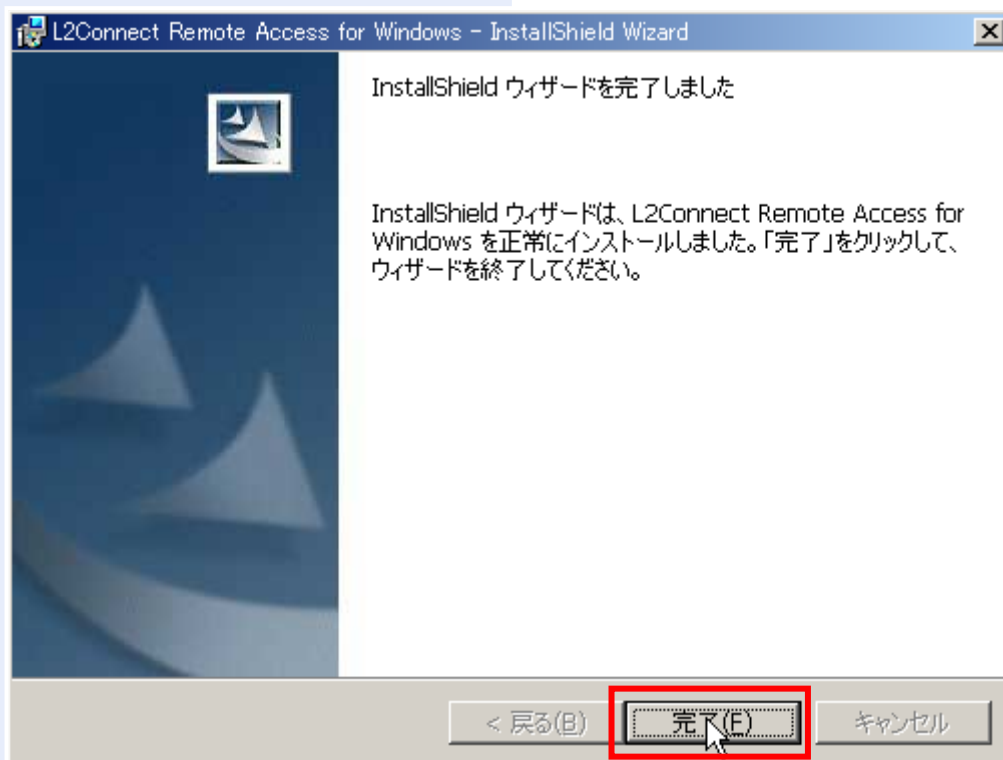 L2Connect Remote Access for Windows - InstallShield Wizard
InstallShield ウィザードを完了しました
InstallShield ウィザードは、L2Connect Remote Access for
Windows を正常にインストールしました。「完了」をクリックして、
ウィザードを終了してください。
< 戻る(B)
完了(F)
キャンセル